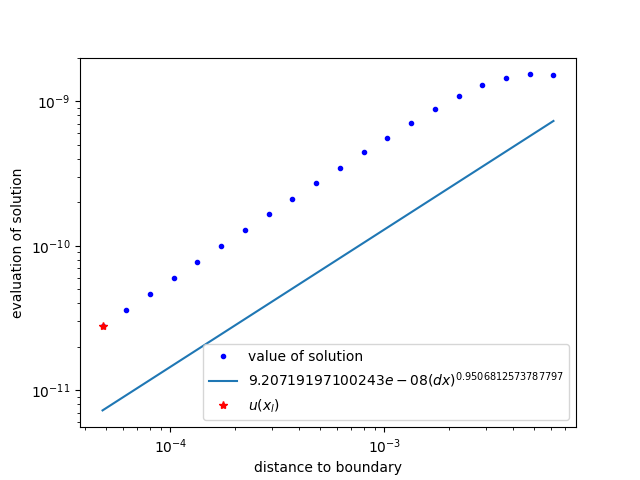 10⁻⁹
10⁻¹⁰
10⁻¹¹
evaluation of solution
value of solution
9.20719197100243e − 08(dx)^0.9506812573787797
u(x_l)
10⁻⁴
10⁻³
distance to boundary